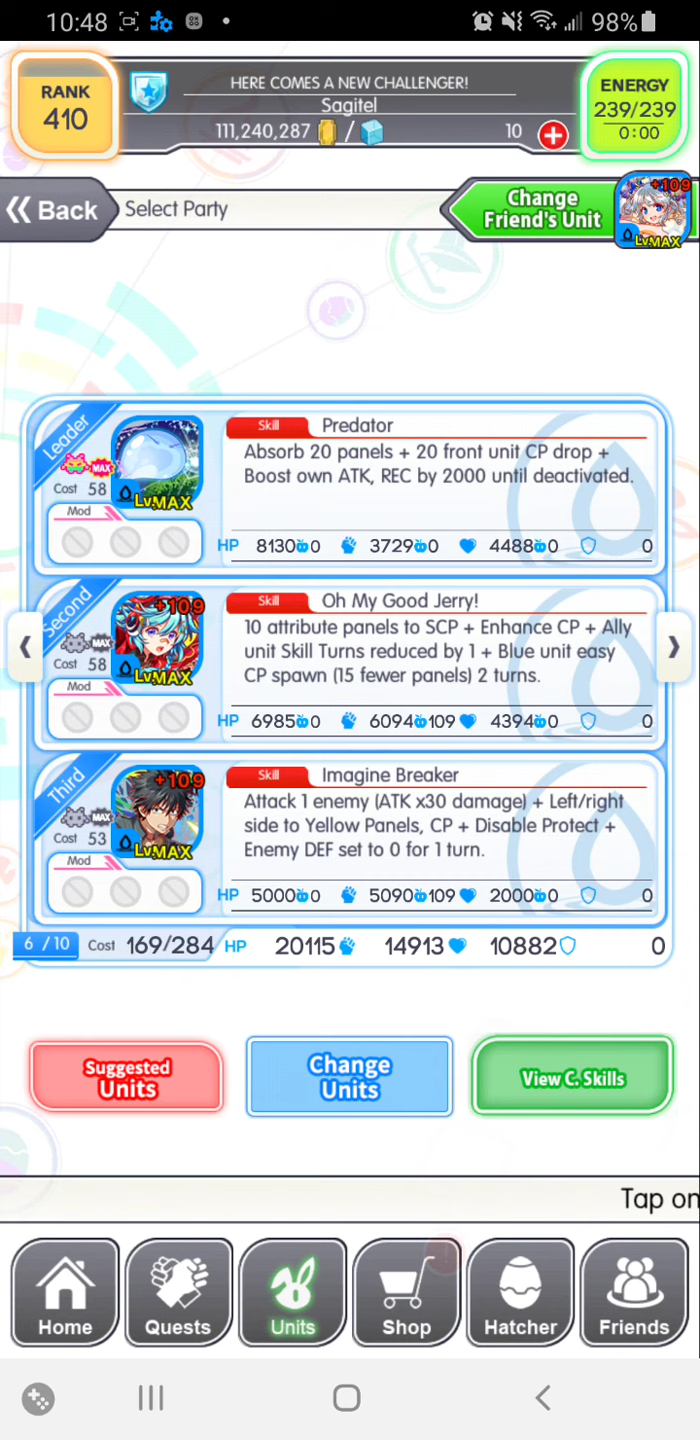 10:48 98%
RANK
410
HERE COMES A NEW CHALLENGER!
Sagitel
111,240,287 / 10
ENERGY
239/239
0:00
Back
Select Party
Change
Friend's Unit
+109
Lv.MAX
Leader
MAX
Cost 58
Lv.MAX
Mod
Skill Predator
Absorb 20 panels + 20 front unit CP drop +
Boost own ATK, REC by 2000 until deactivated.
HP 8130 0 3729 0 4488 0 0
Second
MAX
Cost 58
+109
Lv.MAX
Mod
Skill Oh My Good Jerry!
10 attribute panels to SCP + Enhance CP + Ally
unit Skill Turns reduced by 1 + Blue unit easy
CP spawn (15 fewer panels) 2 turns.
HP 6985 0 6094 109 4394 0 0
Third
MAX
Cost 53
+109
Lv.MAX
Mod
Skill Imagine Breaker
Attack 1 enemy (ATK x30 damage) + Left/right
side to Yellow Panels, CP + Disable Protect +
Enemy DEF set to 0 for 1 turn.
HP 5000 0 5090 109 2000 0 0
6 / 10 Cost 169/284 HP 20115 14913 10882 0
Suggested
Units
Change
Units
View C. Skills
Tap on
Home
Quests
Units
Shop
Hatcher
Friends